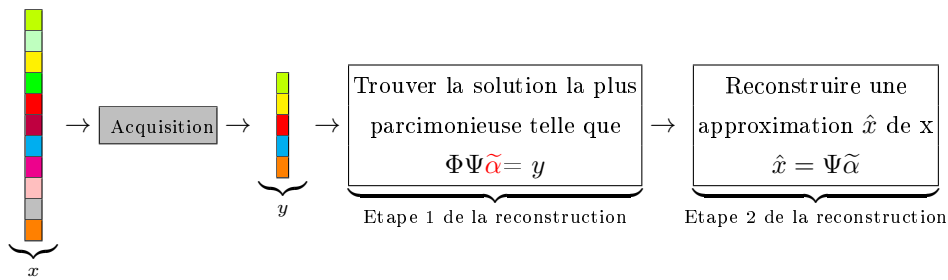 x
→ Acquisition →
y
→
Trouver la solution la plus
parcimonieuse telle que
ΦΨα̃= y
Etape 1 de la reconstruction
→
Reconstruire une
approximation x̂ de x
x̂ = Ψα̃
Etape 2 de la reconstruction